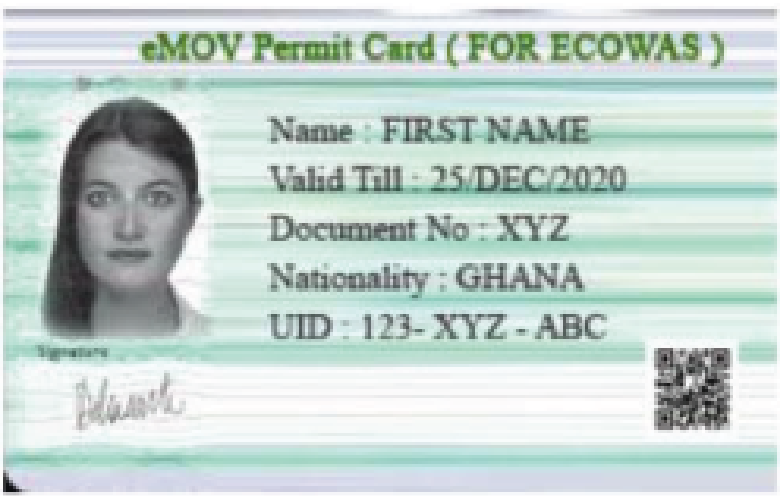 eMOV Permit Card ( FOR ECOWAS )
Name : FIRST NAME
Valid Till : 25/DEC/2020
Document No : XYZ
Nationality : GHANA
UID : 123- XYZ - ABC
Signature